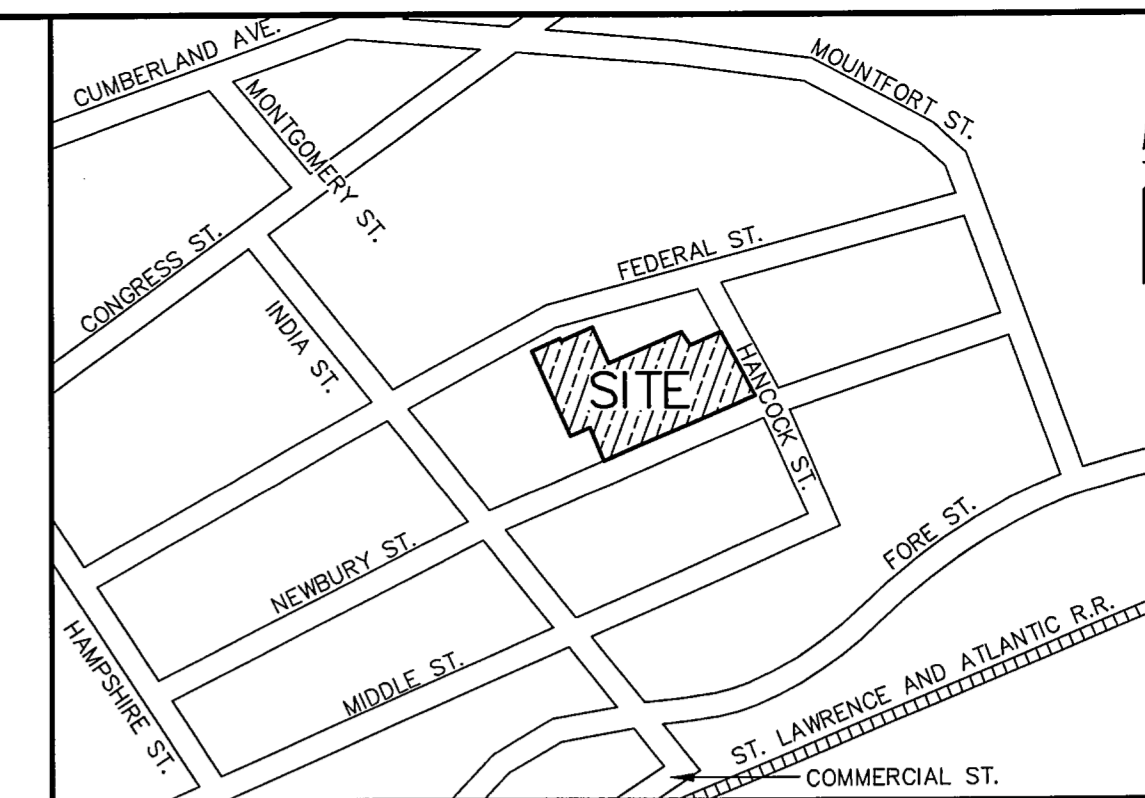 CUMBERLAND AVE.
MOUNTFORT ST.
MONTGOMERY ST.
CONGRESS ST.
FEDERAL ST.
INDIA ST.
SITE
HANCOCK ST.
NEWBURY ST.
FORE ST.
HAMPSHIRE ST.
MIDDLE ST.
ST. LAWRENCE AND ATLANTIC R.R.
COMMERCIAL ST.